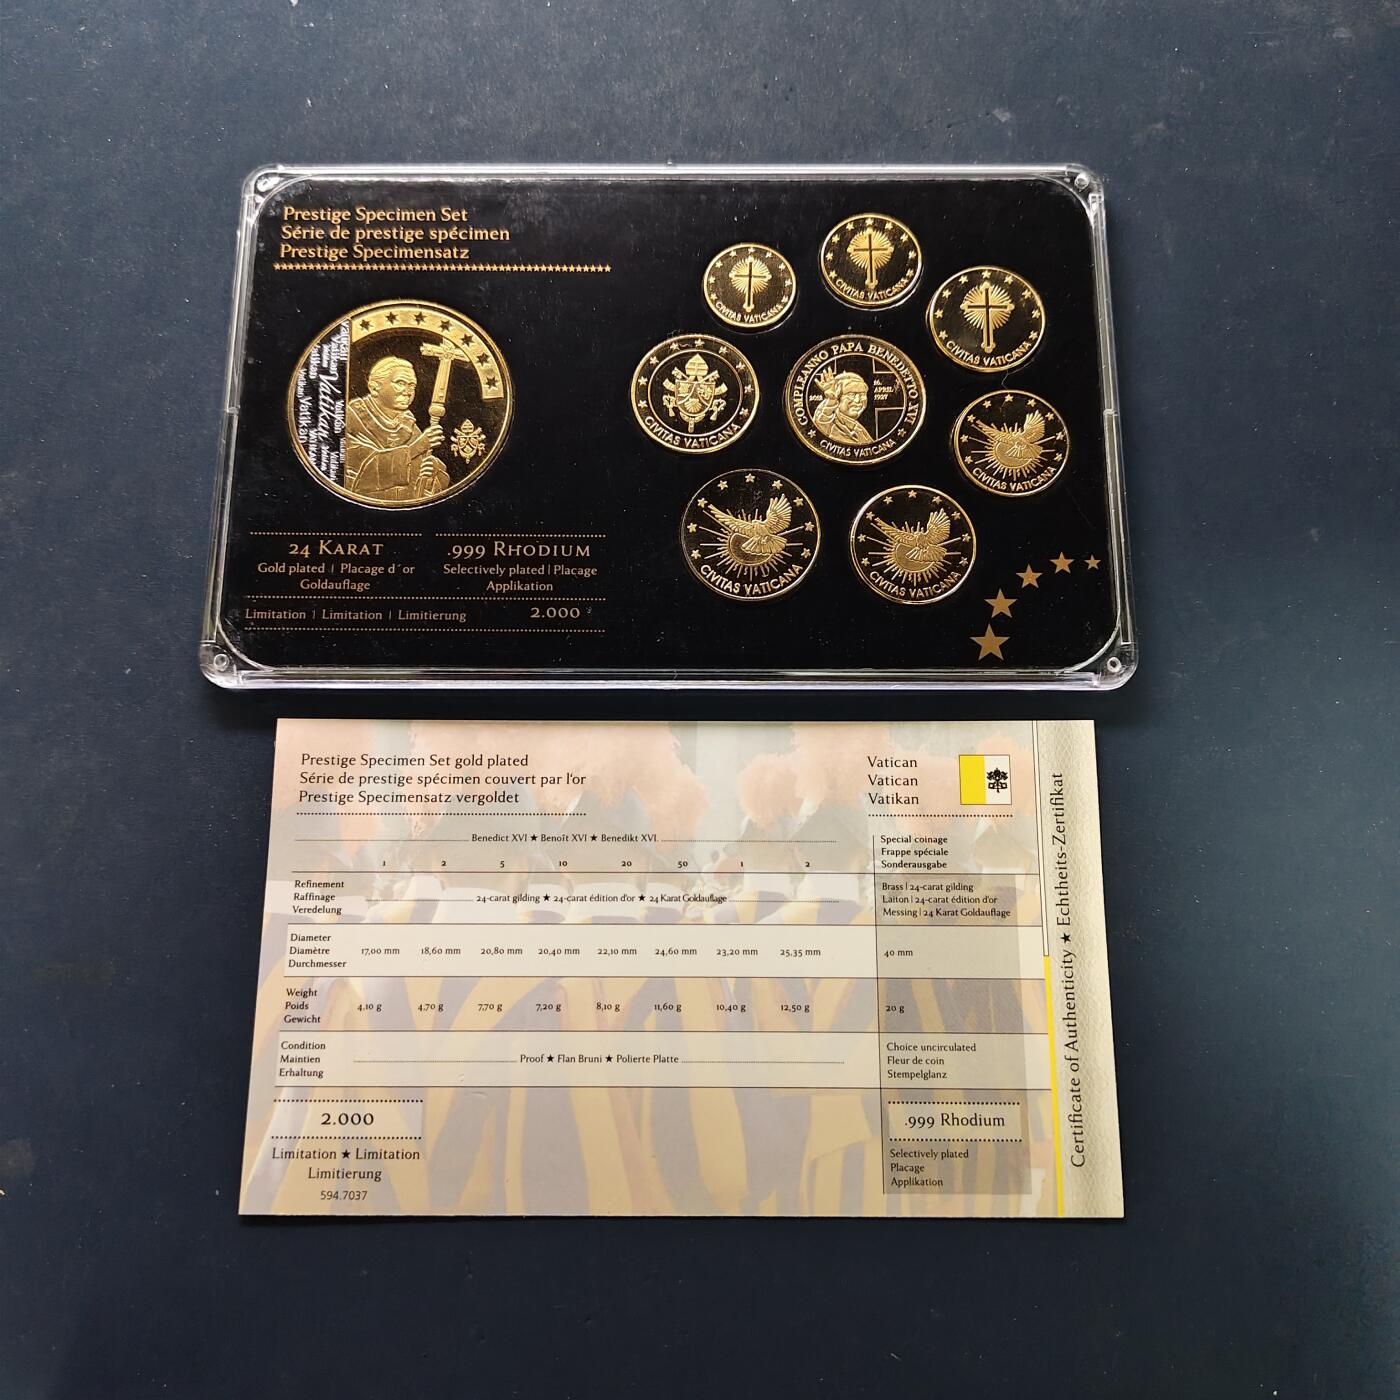 Prestige Specimen Set
Série de prestige spécimen
Prestige Specimensatz
Vatikan
CIVITAS VATICANA
CIVITAS VATICANA
CIVITAS VATICANA
CIVITAS VATICANA
COMPLEANNO PAPA BENEDETTO XVI
16.
APRIL
1927
2012
CIVITAS VATICANA
CIVITAS VATICANA
CIVITAS VATICANA
CIVITAS VATICANA
24 KARAT
Gold plated | Placage d´or
Goldauflage
.999 RHODIUM
Selectively plated | Placage
Applikation
Limitation | Limitation | Limitierung 2.000
Prestige Specimen Set gold plated
Série de prestige spécimen couvert par l'or
Prestige Specimensatz vergoldet
Vatican
Vatican
Vatikan
Benedict XVI ★ Benoît XVI ★ Benedikt XVI.
Special coinage
Frappe spéciale
Sonderausgabe
1 2 5 10 20 50 1 2
Refinement
Raffinage
Veredelung
24-carat gilding ★ 24-carat édition d'or ★ 24 Karat Goldauflage
Brass | 24-carat gilding
Laiton | 24-carat édition d'or
Messing | 24 Karat Goldauflage
Diameter
Diamètre
Durchmesser
17,00 mm 18,60 mm 20,80 mm 20,40 mm 22,10 mm 24,60 mm 23,20 mm 25,35 mm
40 mm
Weight
Poids
Gewicht
4,10 g 4,70 g 7,70 g 7,20 g 8,10 g 11,60 g 10,40 g 12,50 g
20 g
Condition
Maintien
Erhaltung
Proof ★ Flan Bruni ★ Polierte Platte
Choice uncirculated
Fleur de coin
Stempelglanz
2.000
Limitation ★ Limitation
Limitierung
594.7037
.999 Rhodium
Selectively plated
Placage
Applikation
Certificate of Authenticity ★ Echtheits-Zertifikat